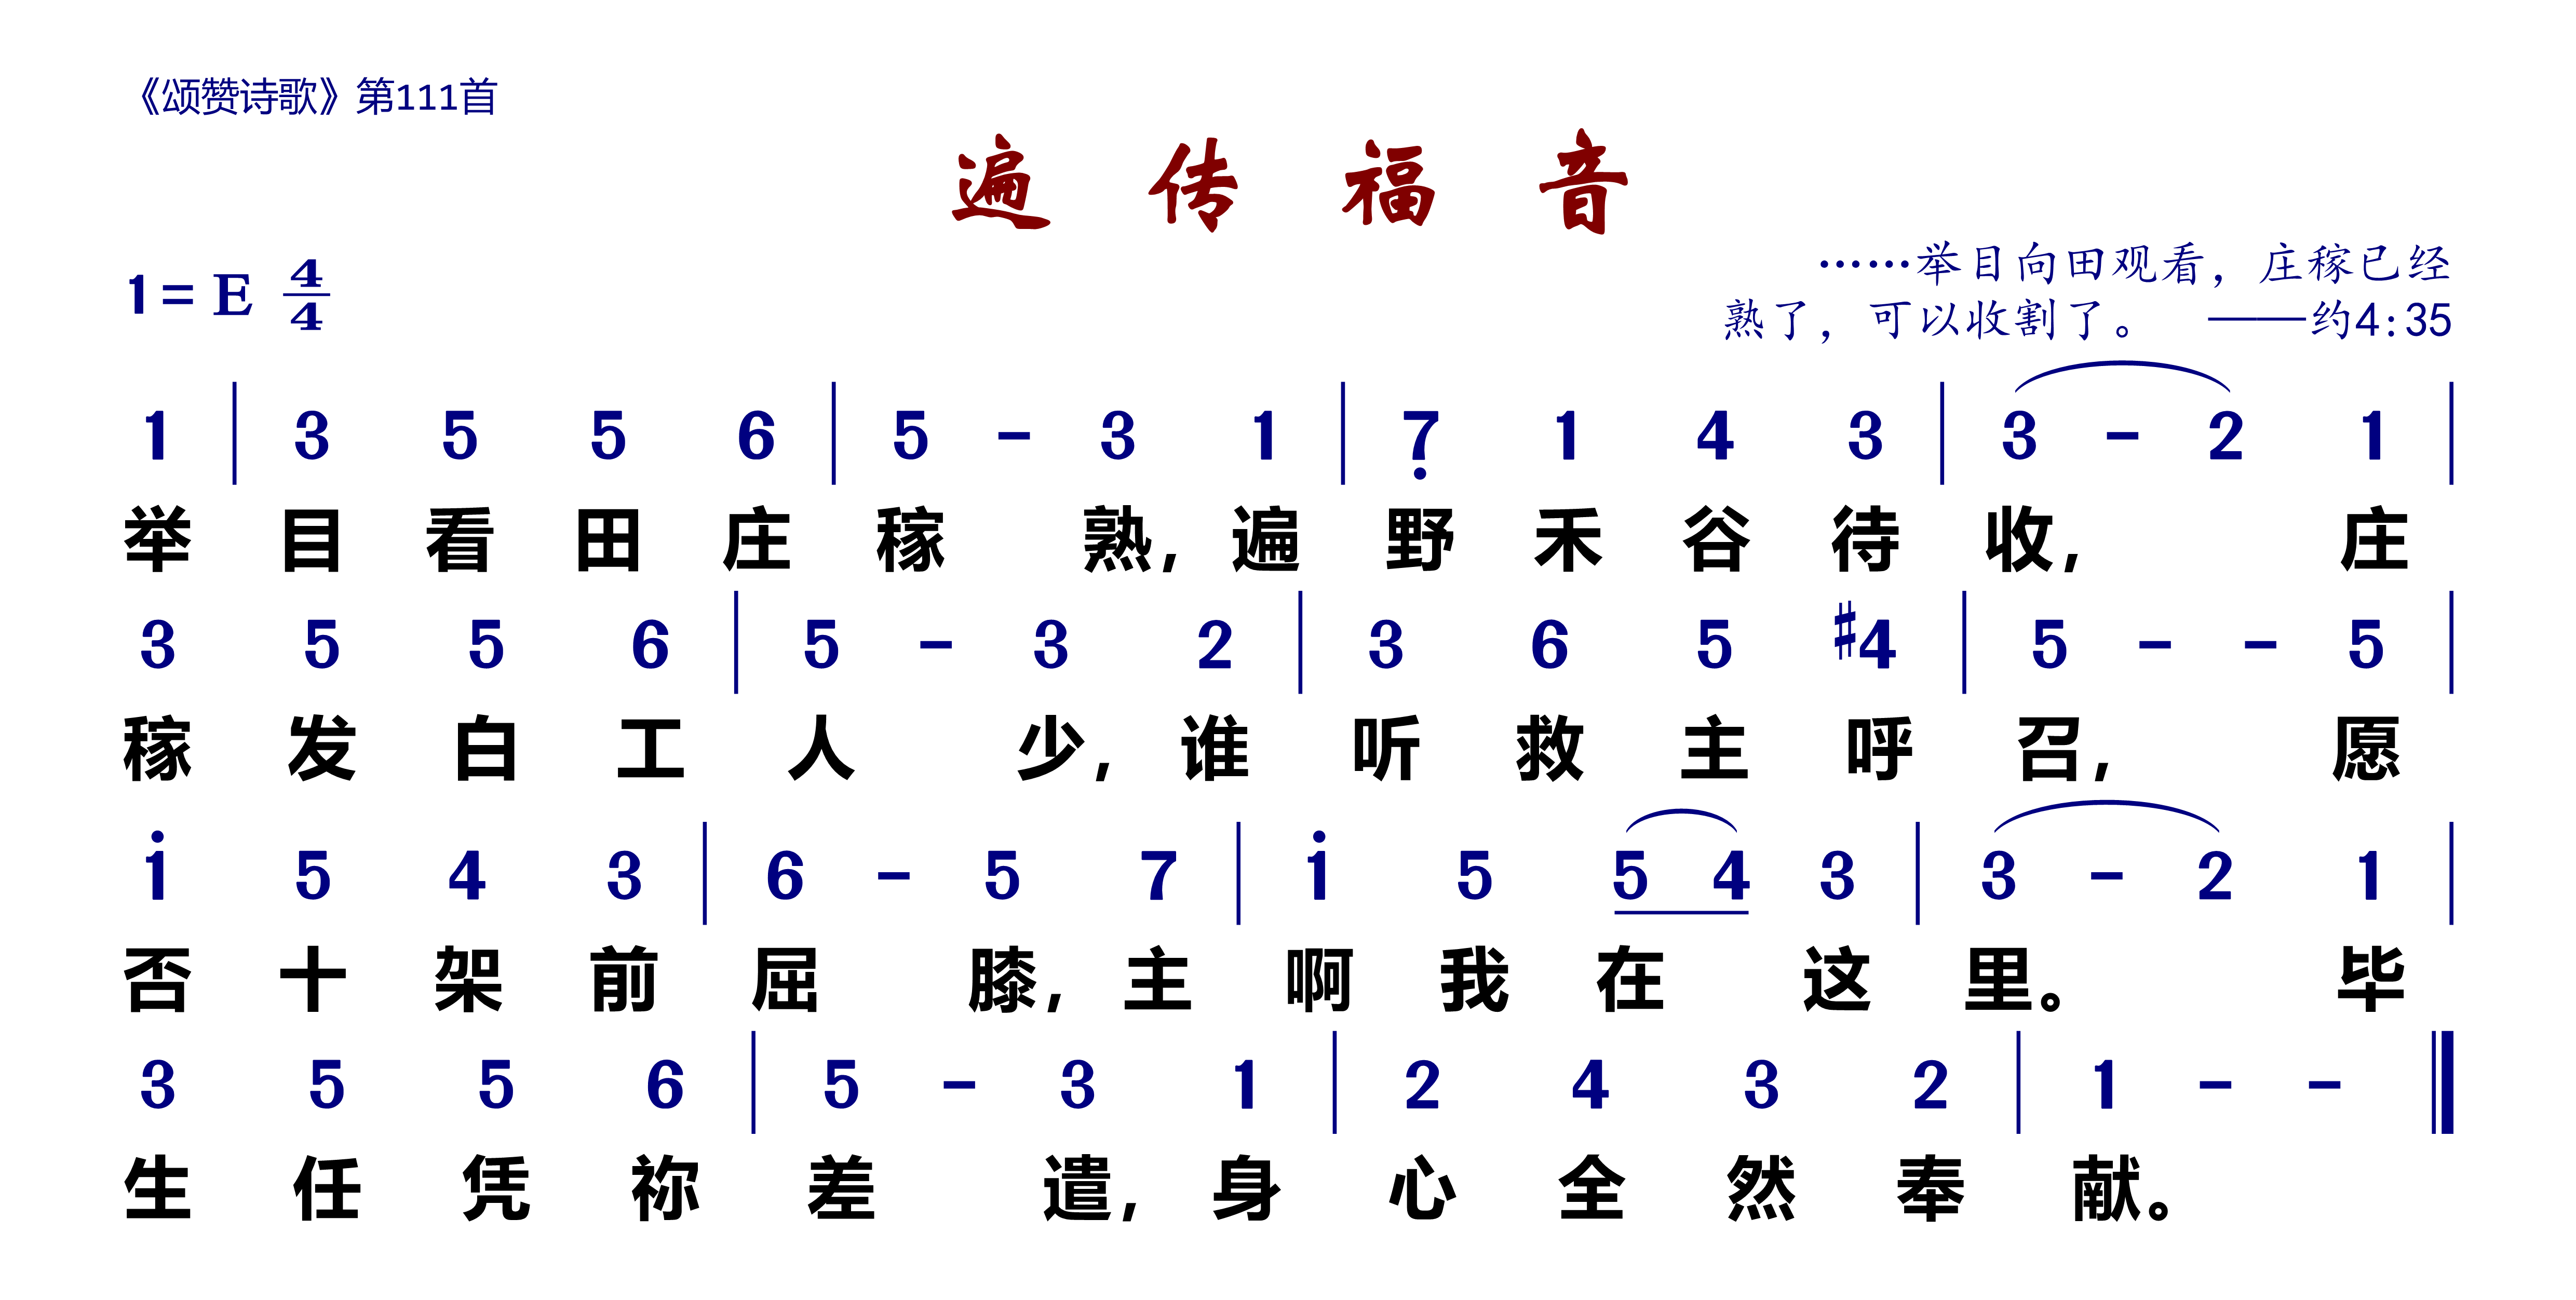 《颂赞诗歌》第111首
遍 传 福 音
……举目向田观看，庄稼已经
1 = E 4/4
熟了，可以收割了。 ——约4:35
1 | 3 5 5 6 | 5 - 3 1 | 7̣ 1 4 3 | 3 - 2 1 |
举 目 看 田 庄 稼 熟, 遍 野 禾 谷 待 收, 庄
3 5 5 6 | 5 - 3 2 | 3 6 5 #4 | 5 - - 5 |
稼 发 白 工 人 少, 谁 听 救 主 呼 召, 愿
1̇ 5 4 3 | 6 - 5 7 | 1̇ 5 5 4 3 | 3 - 2 1 |
否 十 架 前 屈 膝, 主 啊 我 在 这 里。 毕
3 5 5 6 | 5 - 3 1 | 2 4 3 2 | 1 - - ‖
生 任 凭 祢 差 遣, 身 心 全 然 奉 献。